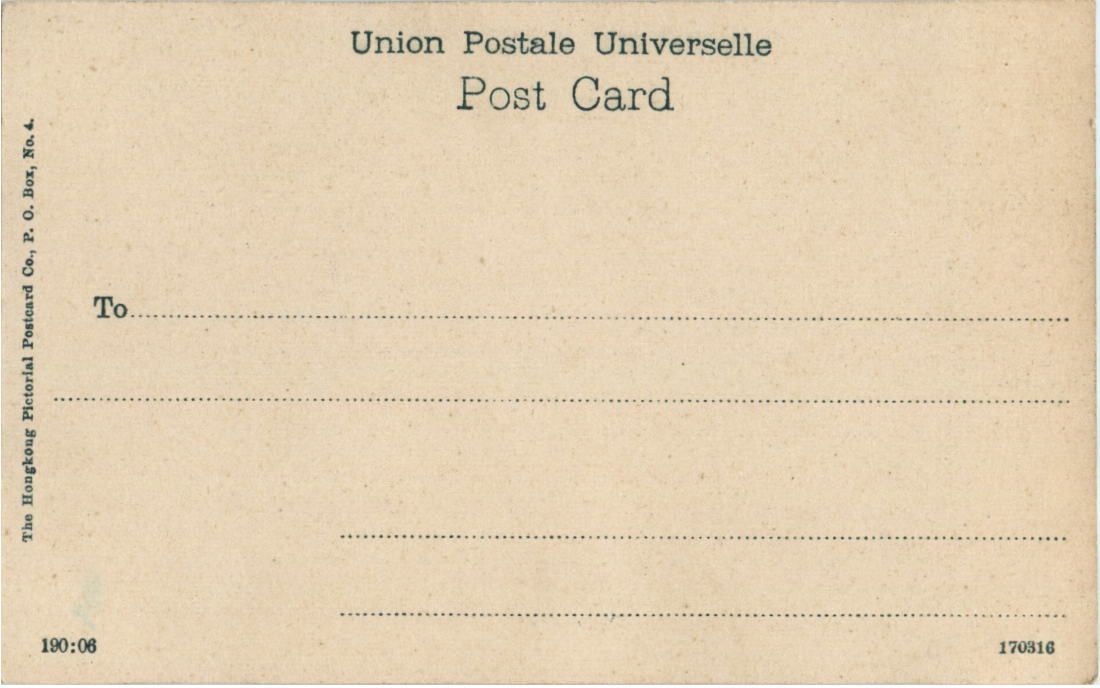 Union Postale Universelle
Post Card
The Hongkong Pictorial Postcard Co., P. O. Box, No. 4.
To
190:06
170316